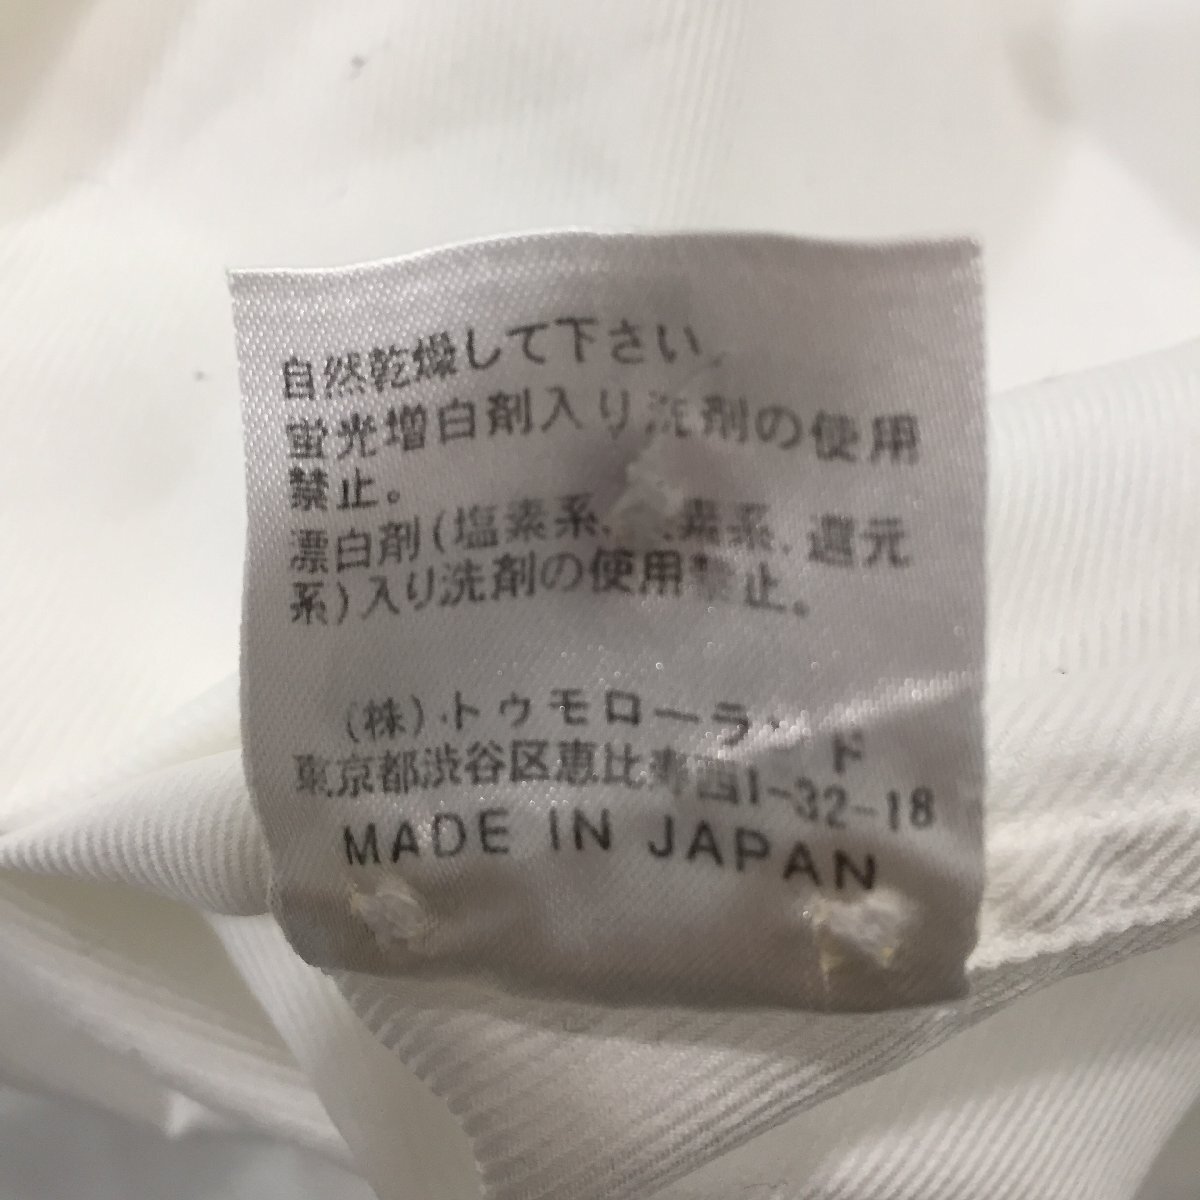 自然乾燥して下さい。
蛍光増白剤入り洗剤の使用
禁止。
漂白剤(塩素系、素系、還元
系)入り洗剤の使用禁止。
(株)トゥモローランド
東京都渋谷区恵比寿西1-32-18
MADE IN JAPAN